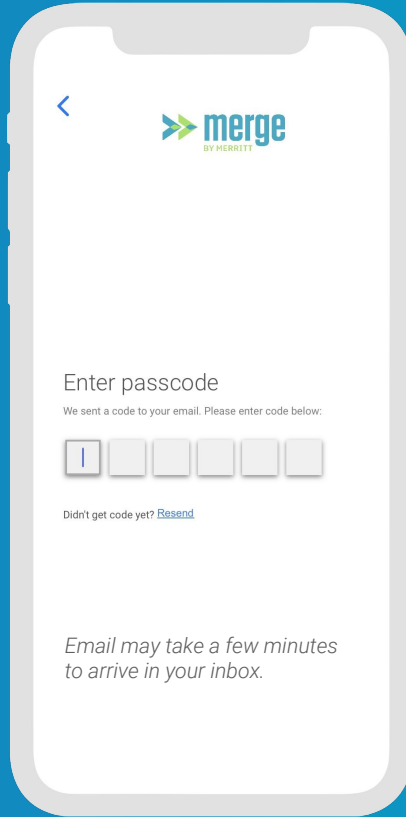 merge
BY MERRITT
Enter passcode
We sent a code to your email. Please enter code below:
Didn't get code yet? Resend
Email may take a few minutes
to arrive in your inbox.